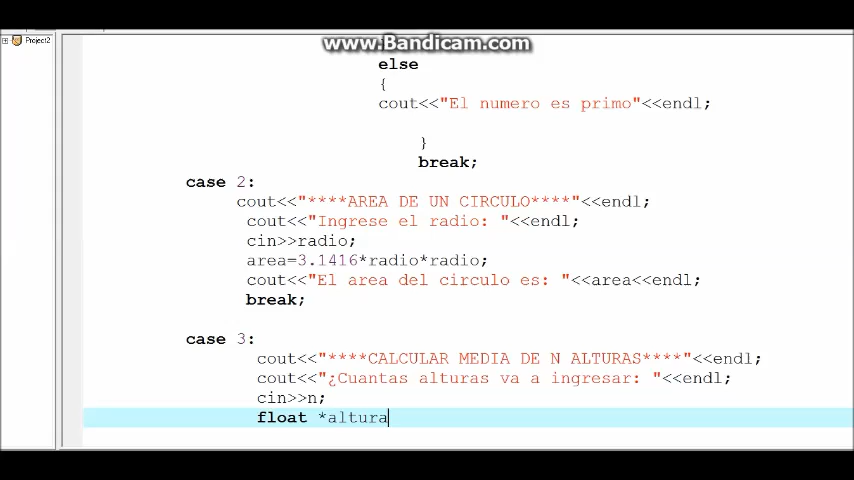 www.Bandicam.com
Project2
else
{
cout<<"El numero es primo"<<endl;
}
break;
case 2:
cout<<"****AREA DE UN CIRCULO****"<<endl;
cout<<"Ingrese el radio: "<<endl;
cin>>radio;
area=3.1416*radio*radio;
cout<<"El area del circulo es: "<<area<<endl;
break;
case 3:
cout<<"****CALCULAR MEDIA DE N ALTURAS****"<<endl;
cout<<"¿Cuantas alturas va a ingresar: "<<endl;
cin>>n;
float *altura